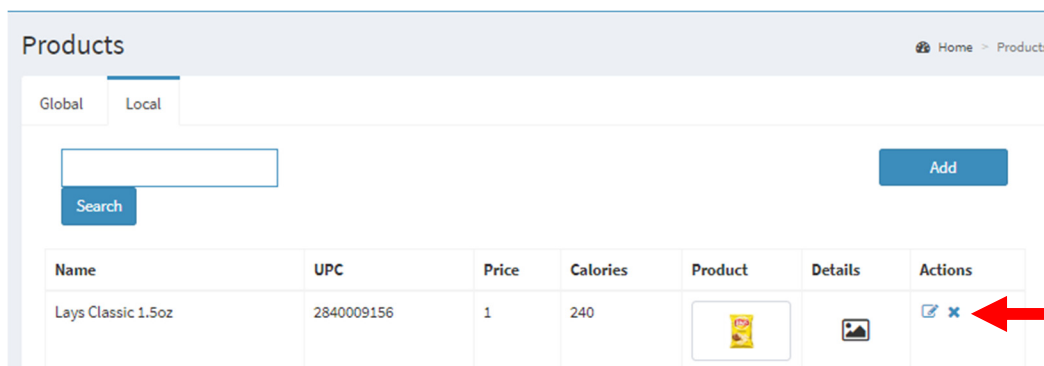 Products
Home > Products
Global Local
Add
Search
Name UPC Price Calories Product Details Actions
Lays Classic 1.5oz 2840009156 1 240